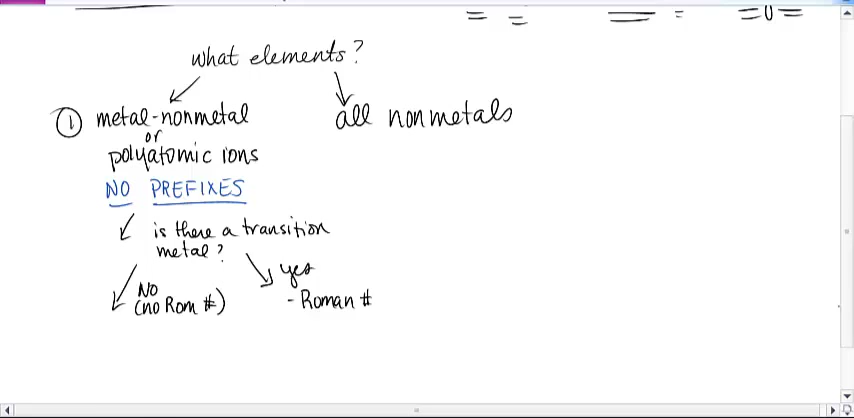 what elements?
① metal-nonmetal
all nonmetals
or
polyatomic ions
NO PREFIXES
is there a transition
metal?
NO
(no Rom #)
yes
- Roman #